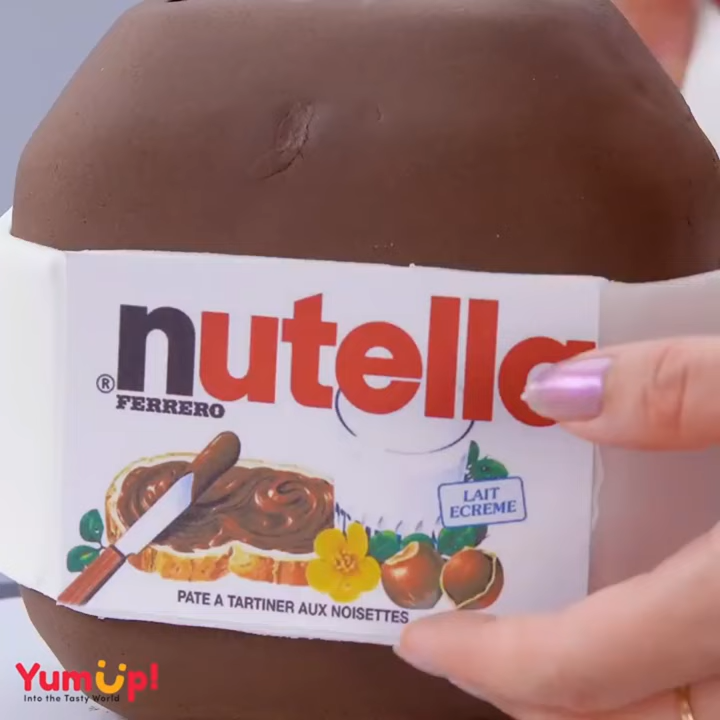 nutella
® FERRERO
LAIT
ECREME
PATE A TARTINER AUX NOISETTES
YumUp!
Into the Tasty World